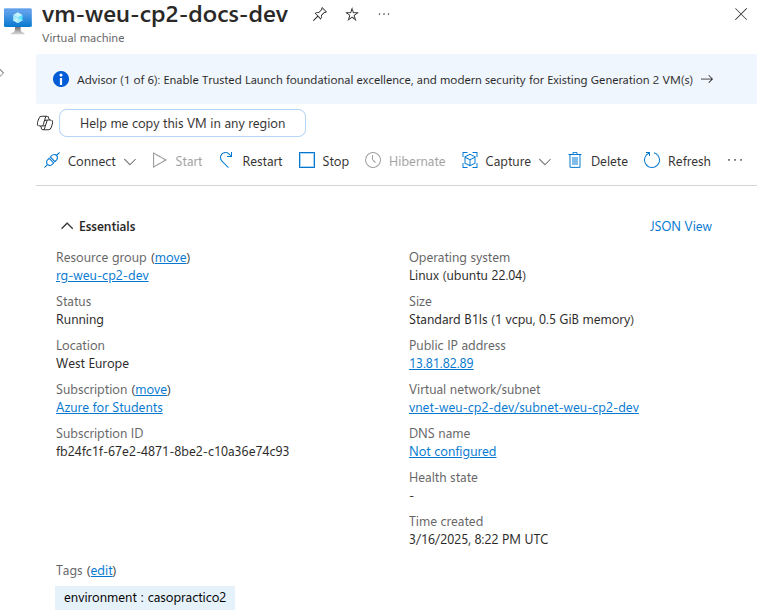 vm-weu-cp2-docs-dev
Virtual machine
Advisor (1 of 6): Enable Trusted Launch foundational excellence, and modern security for Existing Generation 2 VM(s) →
Help me copy this VM in any region
Connect Start Restart Stop Hibernate Capture Delete Refresh ...
Essentials JSON View
Resource group (move)
rg-weu-cp2-dev
Status
Running
Location
West Europe
Subscription (move)
Azure for Students
Subscription ID
fb24fc1f-67e2-4871-8be2-c10a36e74c93
Operating system
Linux (ubuntu 22.04)
Size
Standard B1ls (1 vcpu, 0.5 GiB memory)
Public IP address
13.81.82.89
Virtual network/subnet
vnet-weu-cp2-dev/subnet-weu-cp2-dev
DNS name
Not configured
Health state
-
Time created
3/16/2025, 8:22 PM UTC
Tags (edit)
environment : casopractico2